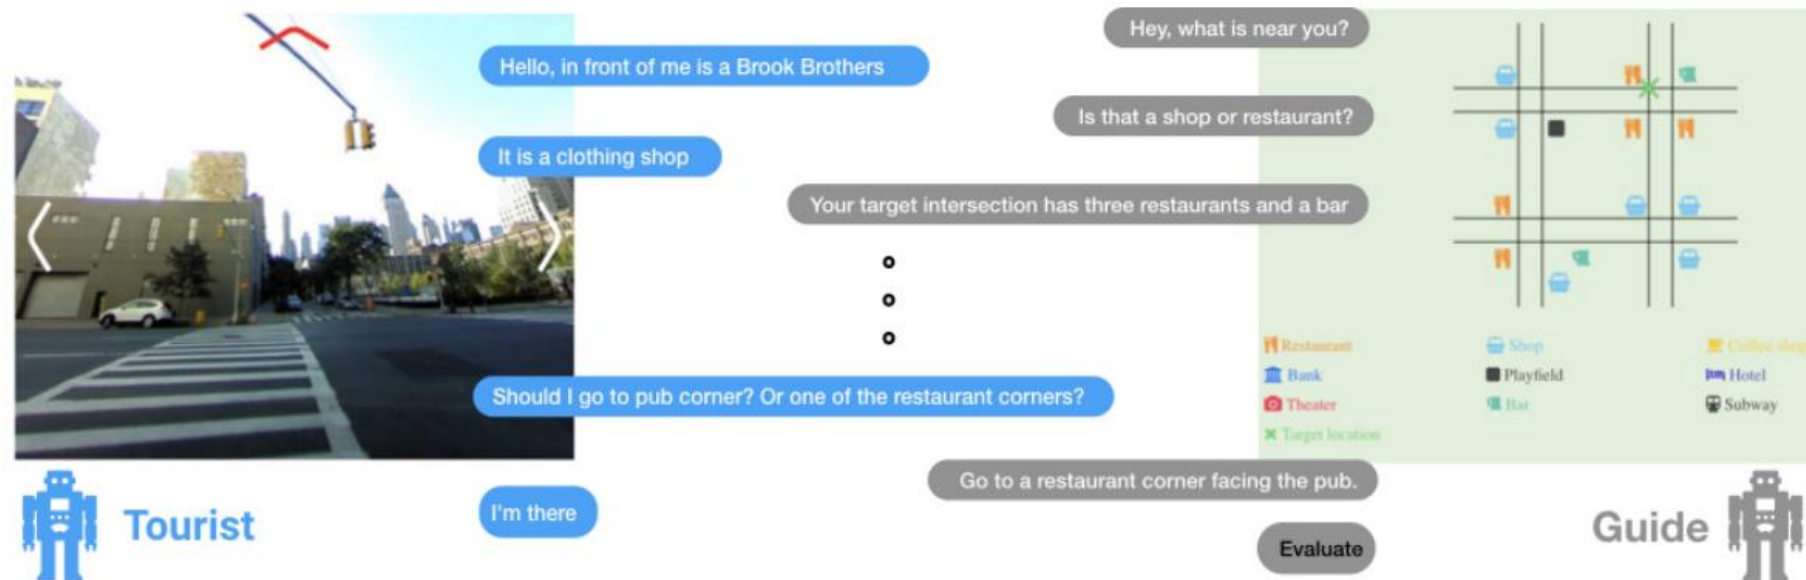 Hey, what is near you?
Hello, in front of me is a Brook Brothers
Is that a shop or restaurant?
It is a clothing shop
Your target intersection has three restaurants and a bar
Should I go to pub corner? Or one of the restaurant corners?
Go to a restaurant corner facing the pub.
I'm there
Evaluate
Restaurant
Shop
Coffee shop
Bank
Playfield
Hotel
Theater
Bar
Subway
Target location
Tourist
Guide